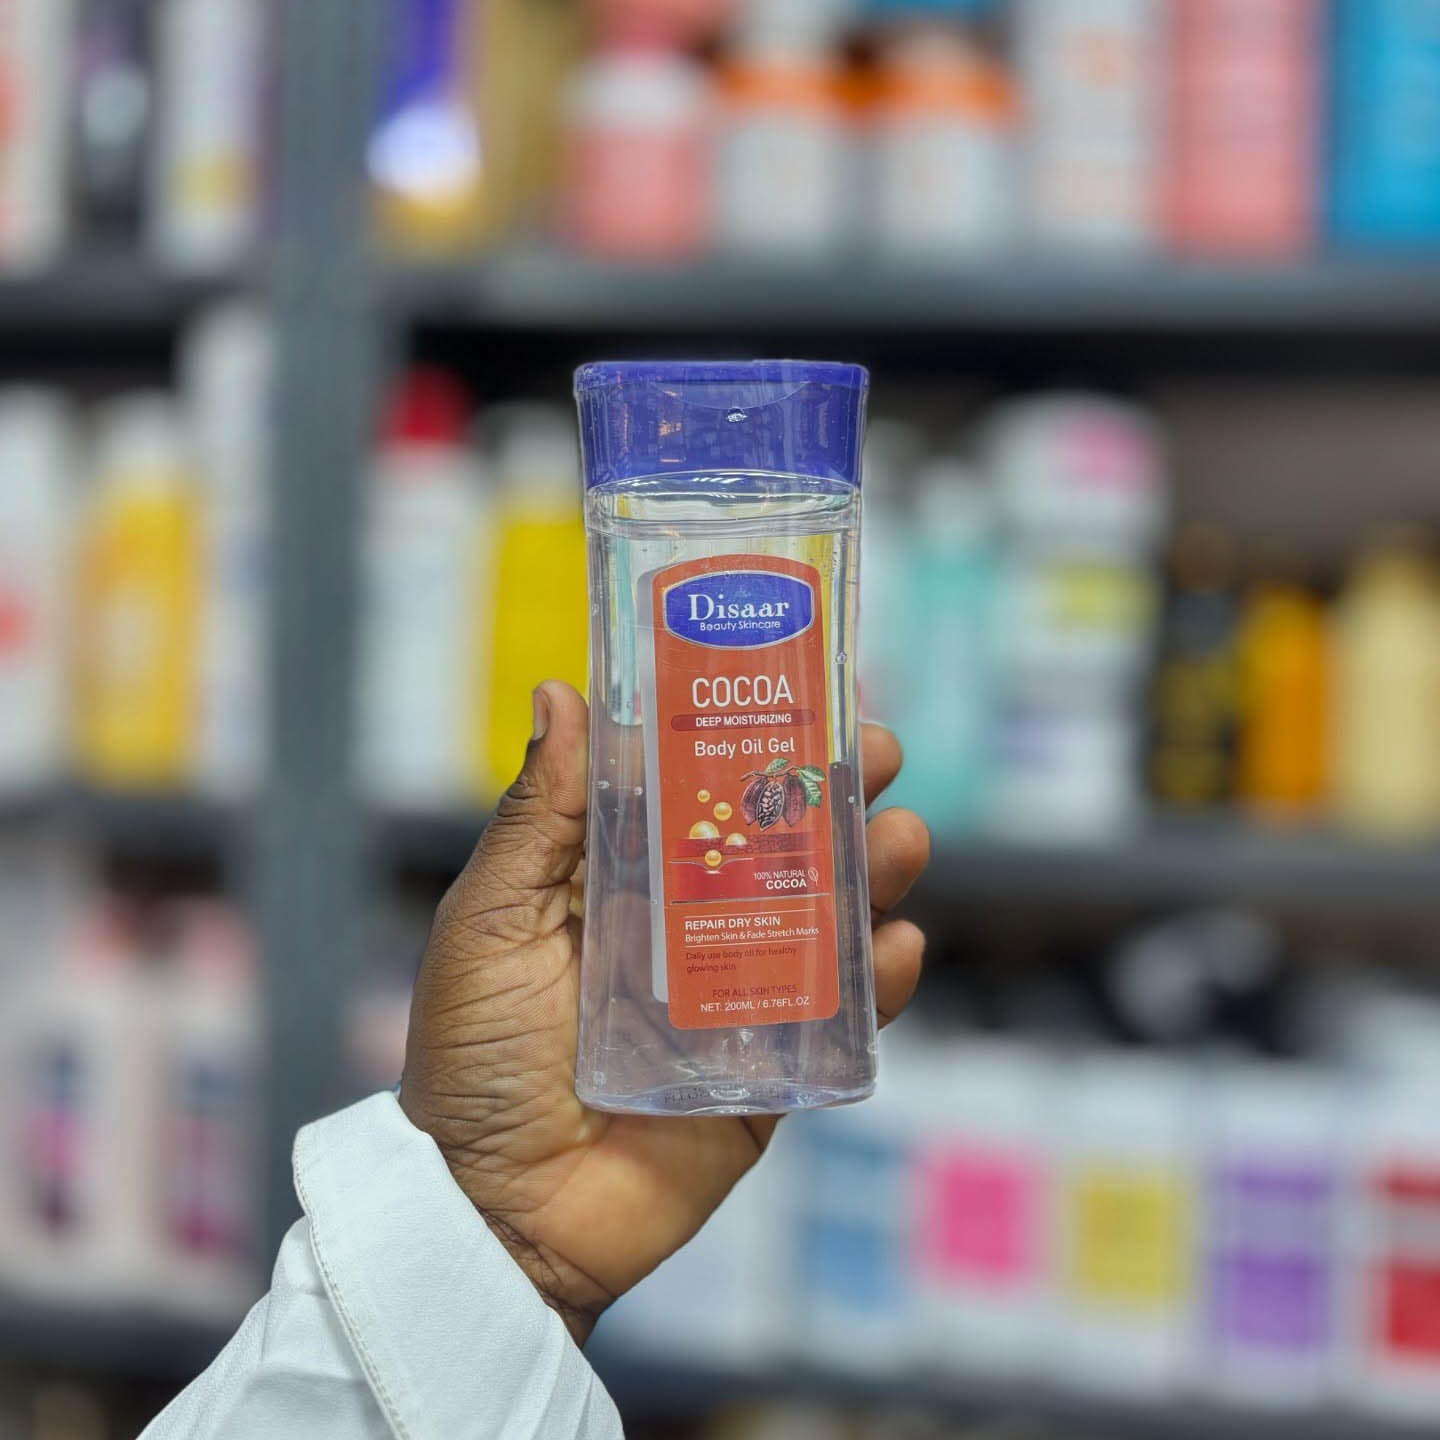 Disaar
Beauty Skincare
COCOA
DEEP MOISTURIZING
Body Oil Gel
100% NATURAL
COCOA
REPAIR DRY SKIN
Brighten Skin & Fade Stretch Marks
Daily use body oil for healthy
glowing skin
FOR ALL SKIN TYPES
NET: 200ML / 6.76FL.OZ